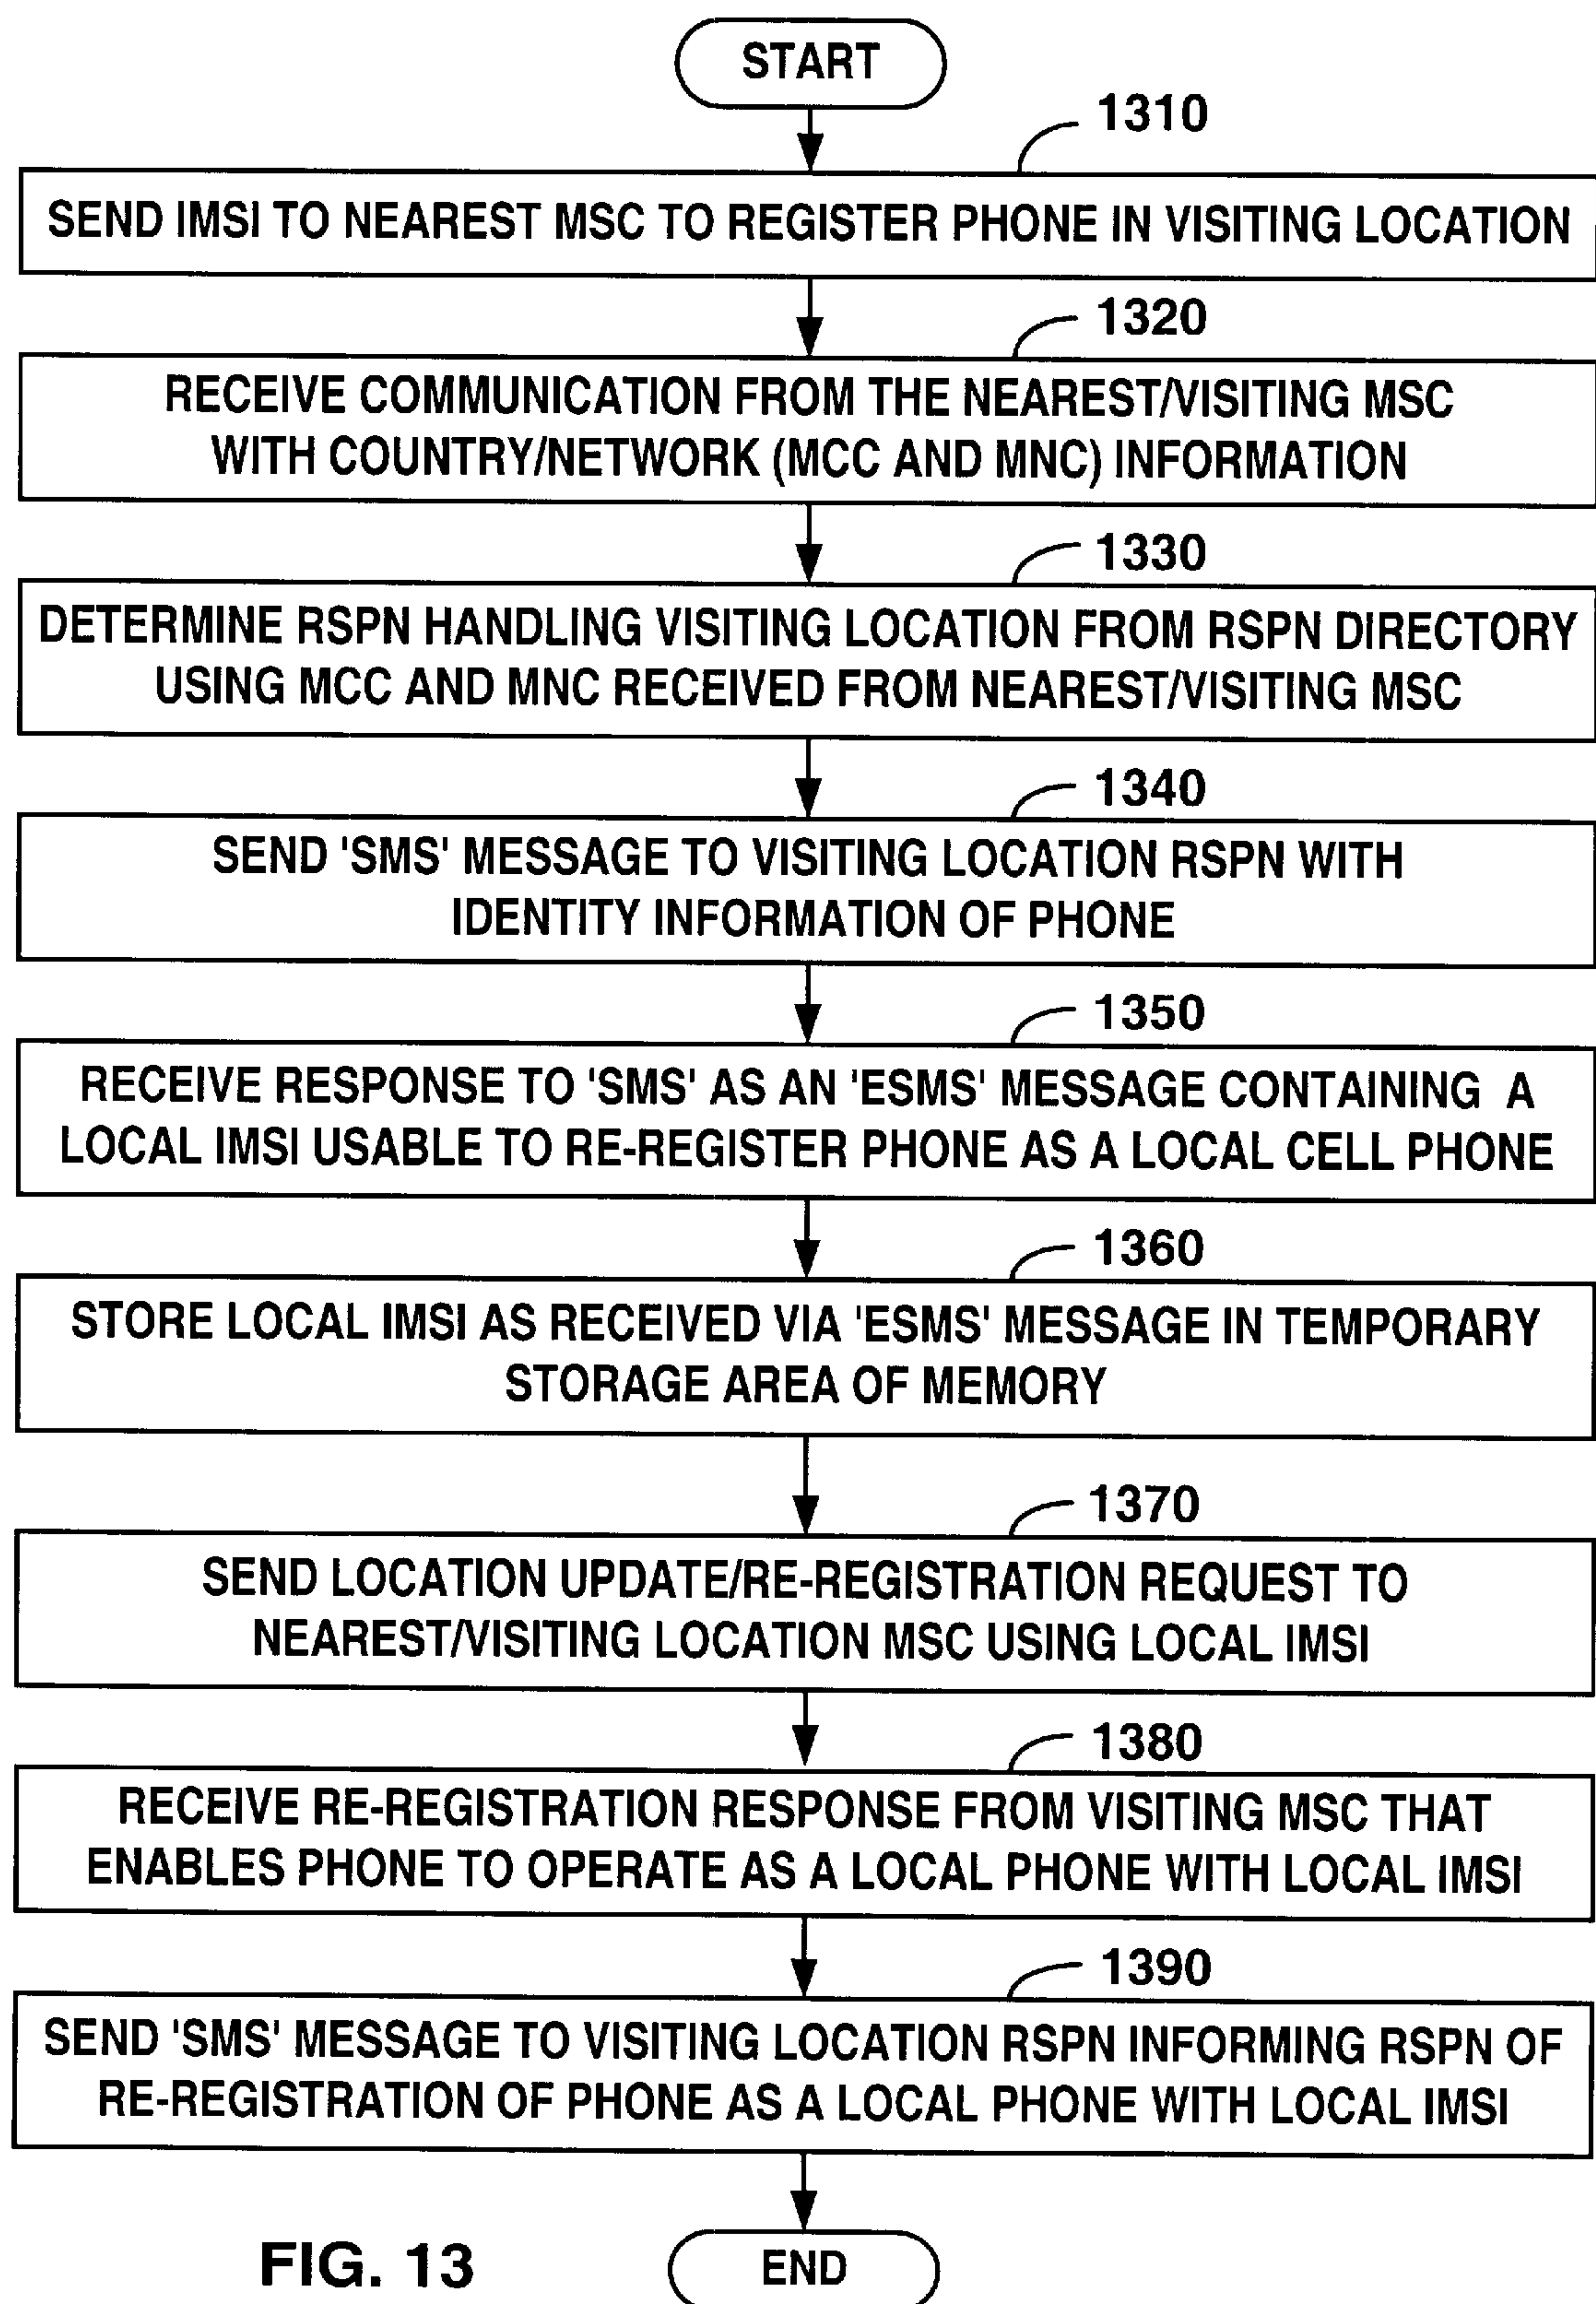 START
1310
SEND IMSI TO NEAREST MSC TO REGISTER PHONE IN VISITING LOCATION
1320
RECEIVE COMMUNICATION FROM THE NEAREST/VISITING MSC
WITH COUNTRY/NETWORK (MCC AND MNC) INFORMATION
1330
DETERMINE RSPN HANDLING VISITING LOCATION FROM RSPN DIRECTORY
USING MCC AND MNC RECEIVED FROM NEAREST/VISITING MSC
1340
SEND 'SMS' MESSAGE TO VISITING LOCATION RSPN WITH
IDENTITY INFORMATION OF PHONE
1350
RECEIVE RESPONSE TO 'SMS' AS AN 'ESMS' MESSAGE CONTAINING A
LOCAL IMSI USABLE TO RE-REGISTER PHONE AS A LOCAL CELL PHONE
1360
STORE LOCAL IMSI AS RECEIVED VIA 'ESMS' MESSAGE IN TEMPORARY
STORAGE AREA OF MEMORY
1370
SEND LOCATION UPDATE/RE-REGISTRATION REQUEST TO
NEAREST/VISITING LOCATION MSC USING LOCAL IMSI
1380
RECEIVE RE-REGISTRATION RESPONSE FROM VISITING MSC THAT
ENABLES PHONE TO OPERATE AS A LOCAL PHONE WITH LOCAL IMSI
1390
SEND 'SMS' MESSAGE TO VISITING LOCATION RSPN INFORMING RSPN OF
RE-REGISTRATION OF PHONE AS A LOCAL PHONE WITH LOCAL IMSI
FIG. 13
END